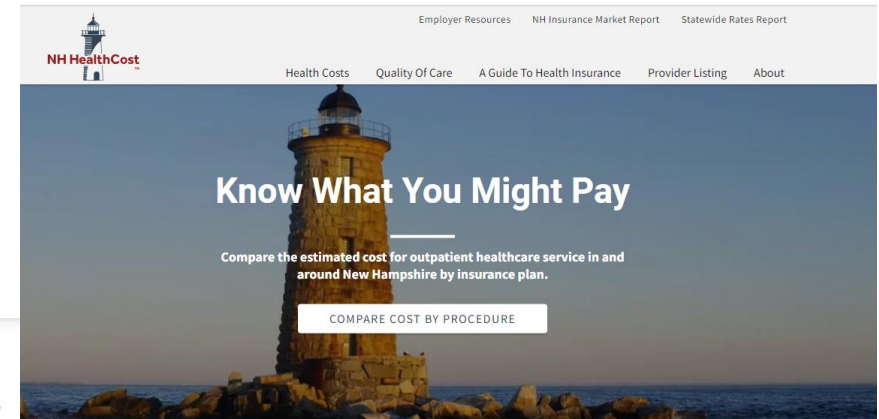 Employer Resources NH Insurance Market Report Statewide Rates Report
NH HealthCost
Health Costs Quality Of Care A Guide To Health Insurance Provider Listing About
Know What You Might Pay
Compare the estimated cost for outpatient healthcare service in and
around New Hampshire by insurance plan.
COMPARE COST BY PROCEDURE